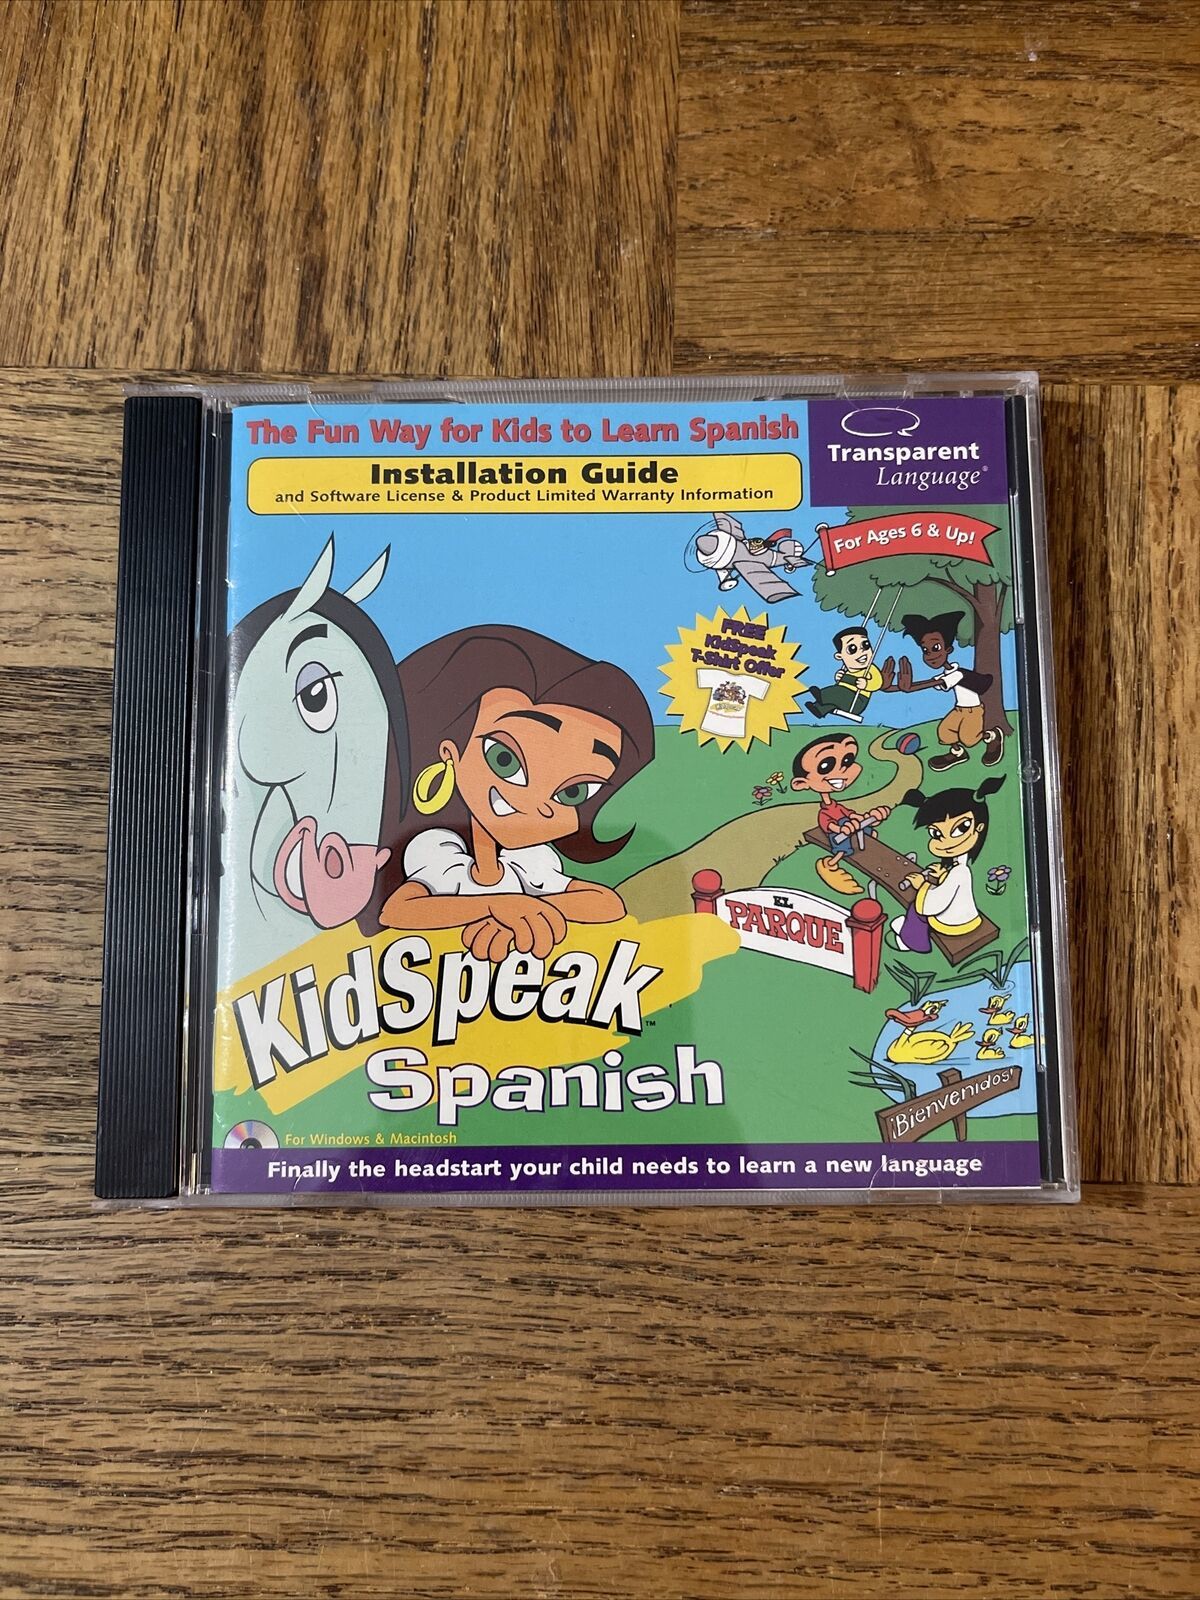 The Fun Way for Kids to Learn Spanish
Installation Guide
and Software License & Product Limited Warranty Information
Transparent
Language®
For Ages 6 & Up!
FREE
KidSpeak
T-Shirt Offer
EL
PARQUE
KidSpeak™
Spanish
¡Bienvenidos!
For Windows & Macintosh
Finally the headstart your child needs to learn a new language